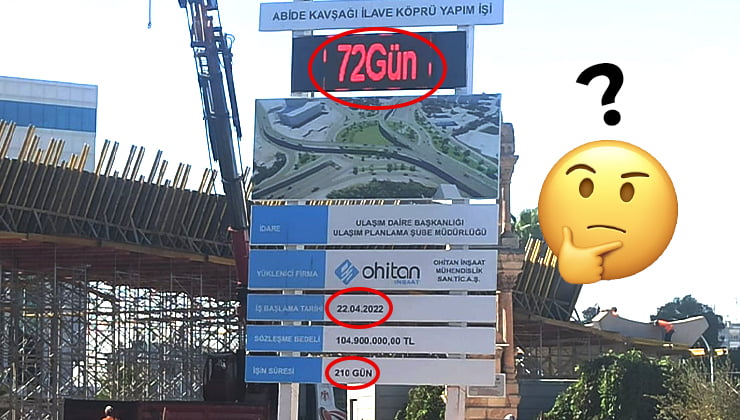 ABİDE KAVŞAĞI İLAVE KÖPRÜ YAPIM İŞİ
72Gün
İDARE
ULAŞIM DAİRE BAŞKANLIĞI
ULAŞIM PLANLAMA ŞUBE MÜDÜRLÜĞÜ
YÜKLENİCİ FİRMA
ohitan
İNŞAAT
OHİTAN İNŞAAT
MÜHENDİSLİK
SAN.TİC.A.Ş.
İŞ BAŞLAMA TARİHİ
22.04.2022
SÖZLEŞME BEDELİ
104.900.000,00 TL
İŞİN SÜRESİ
210 GÜN
?